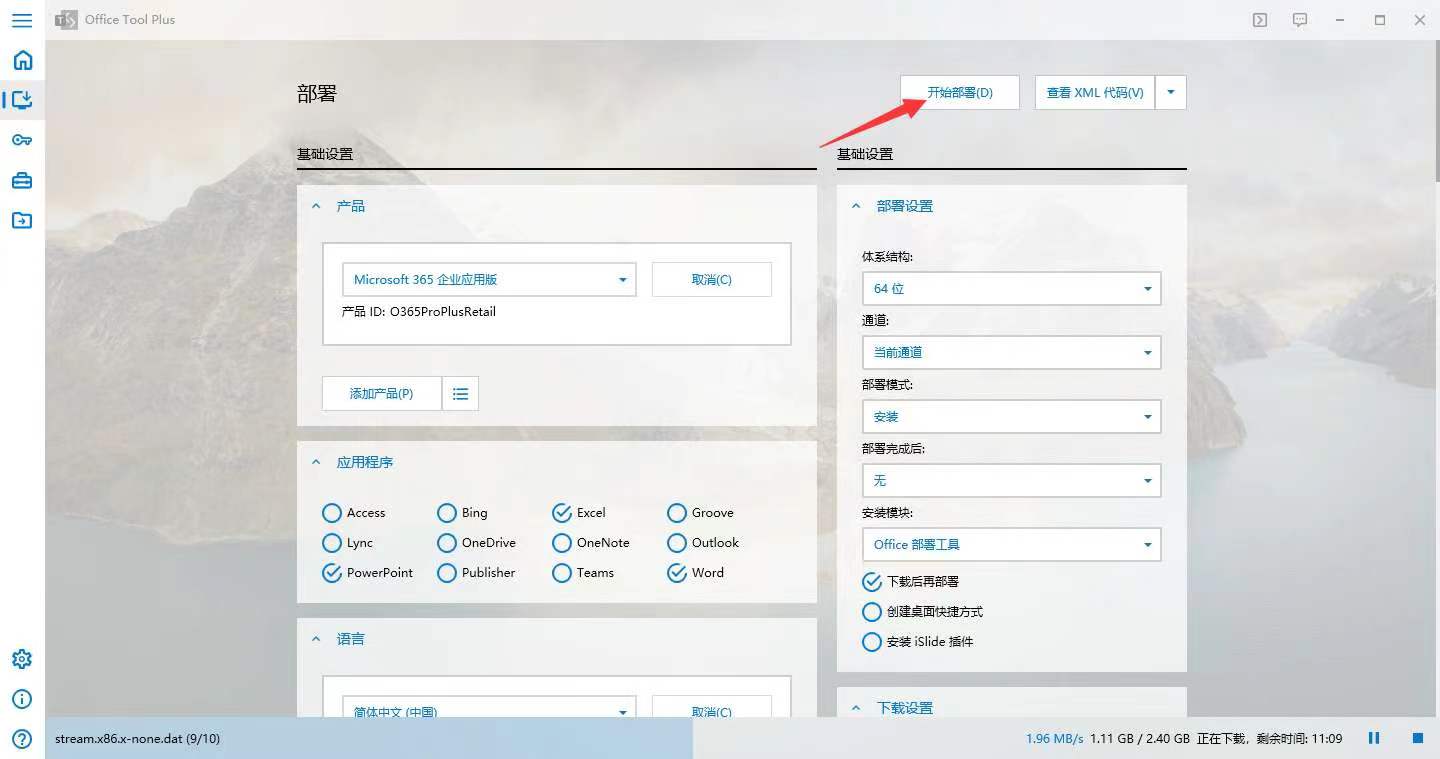 Office Tool Plus
部署
开始部署(D)
查看 XML 代码(V)
基础设置
产品
Microsoft 365 企业应用版
取消(C)
产品 ID: O365ProPlusRetail
添加产品(P)
应用程序
Access
Bing
Excel
Groove
Lync
OneDrive
OneNote
Outlook
PowerPoint
Publisher
Teams
Word
语言
简体中文 (中国)
取消(C)
基础设置
部署设置
体系结构:
64 位
通道:
当前通道
部署模式:
安装
部署完成后:
无
安装模块:
Office 部署工具
下载后再部署
创建桌面快捷方式
安装 iSlide 插件
下载设置
stream.x86.x-none.dat (9/10)
1.96 MB/s 1.11 GB / 2.40 GB 正在下载，剩余时间: 11:09